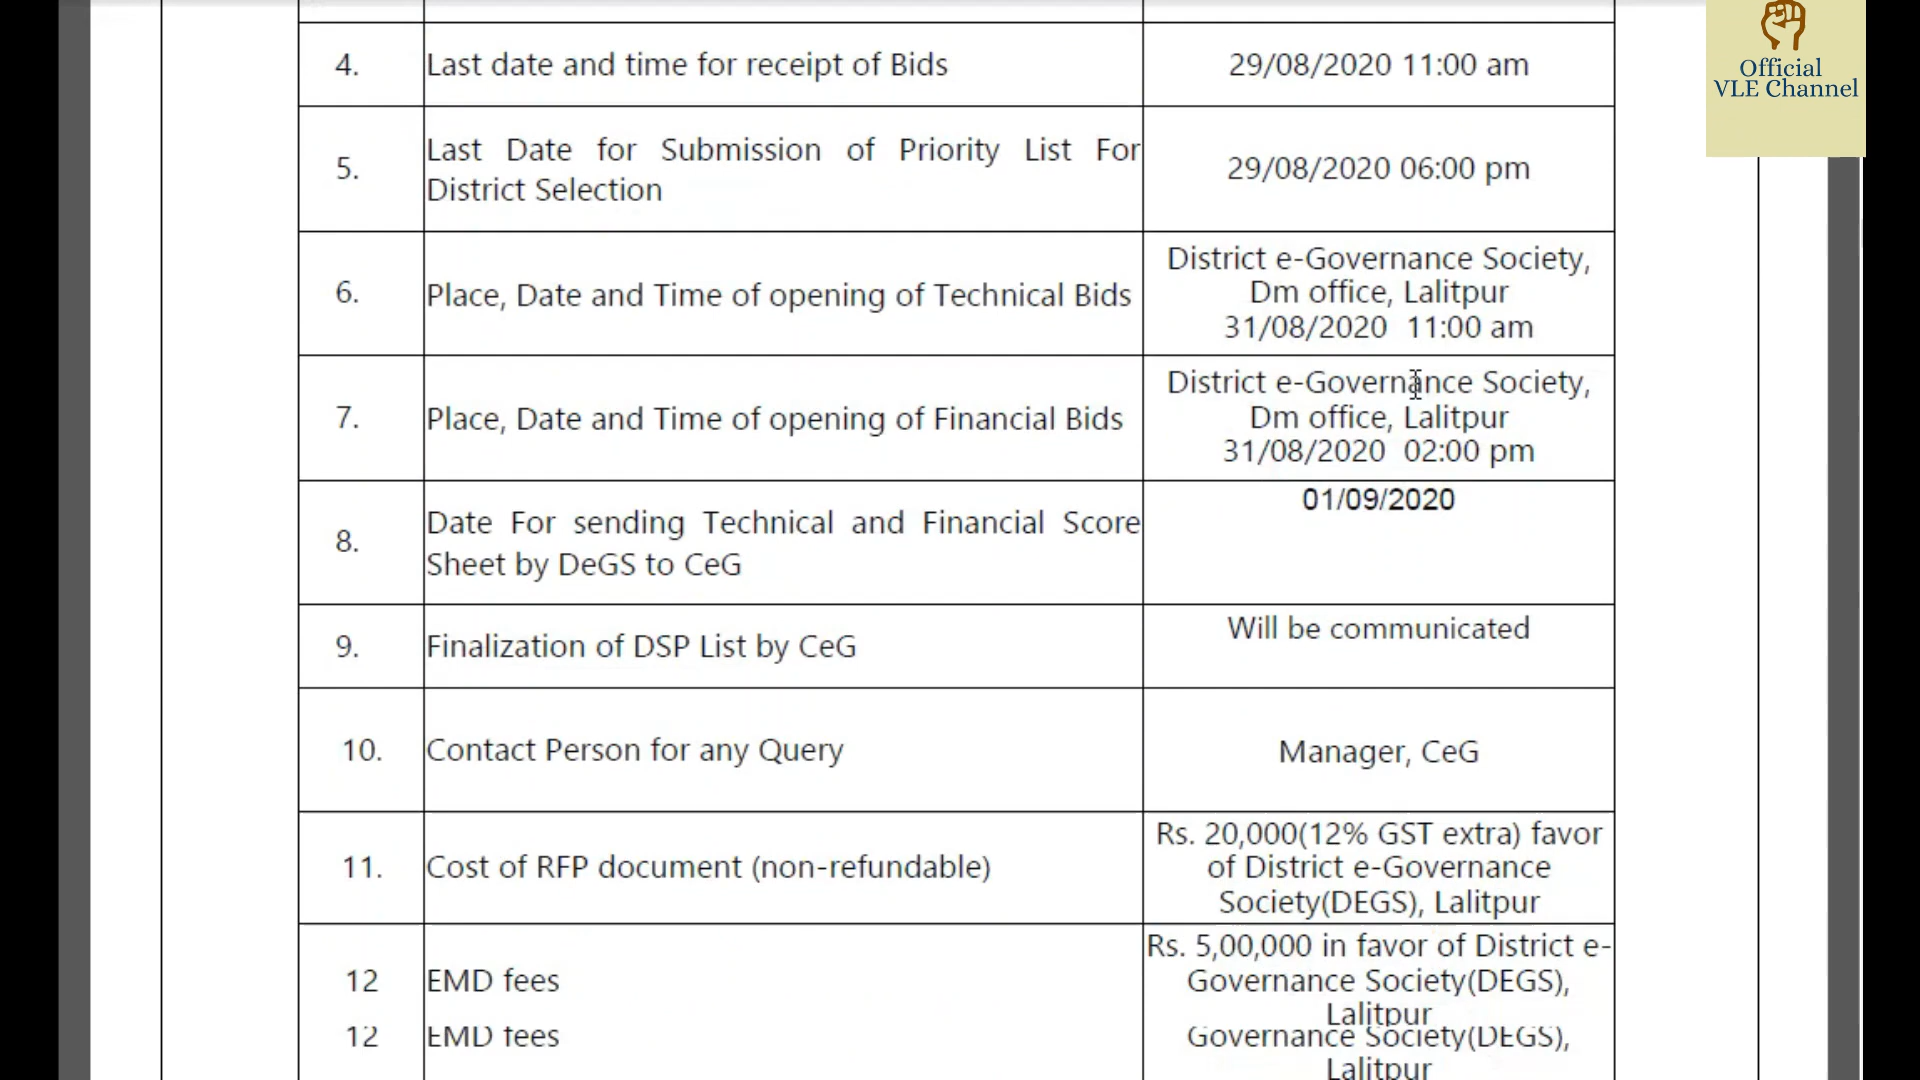 4. Last date and time for receipt of Bids 29/08/2020 11:00 am
Official
VLE Channel
5. Last Date for Submission of Priority List For
District Selection
29/08/2020 06:00 pm
6. Place, Date and Time of opening of Technical Bids
District e-Governance Society,
Dm office, Lalitpur
31/08/2020 11:00 am
7. Place, Date and Time of opening of Financial Bids
District e-Governance Society,
Dm office, Lalitpur
31/08/2020 02:00 pm
8. Date For sending Technical and Financial Score
Sheet by DeGS to CeG
01/09/2020
9. Finalization of DSP List by CeG
Will be communicated
10. Contact Person for any Query
Manager, CeG
11. Cost of RFP document (non-refundable)
Rs. 20,000(12% GST extra) favor
of District e-Governance
Society(DEGS), Lalitpur
12 EMD fees
Rs. 5,00,000 in favor of District e-
Governance Society(DEGS),
Lalitpur
12 EMD fees
Governance Society(DEGS),
Lalitpur